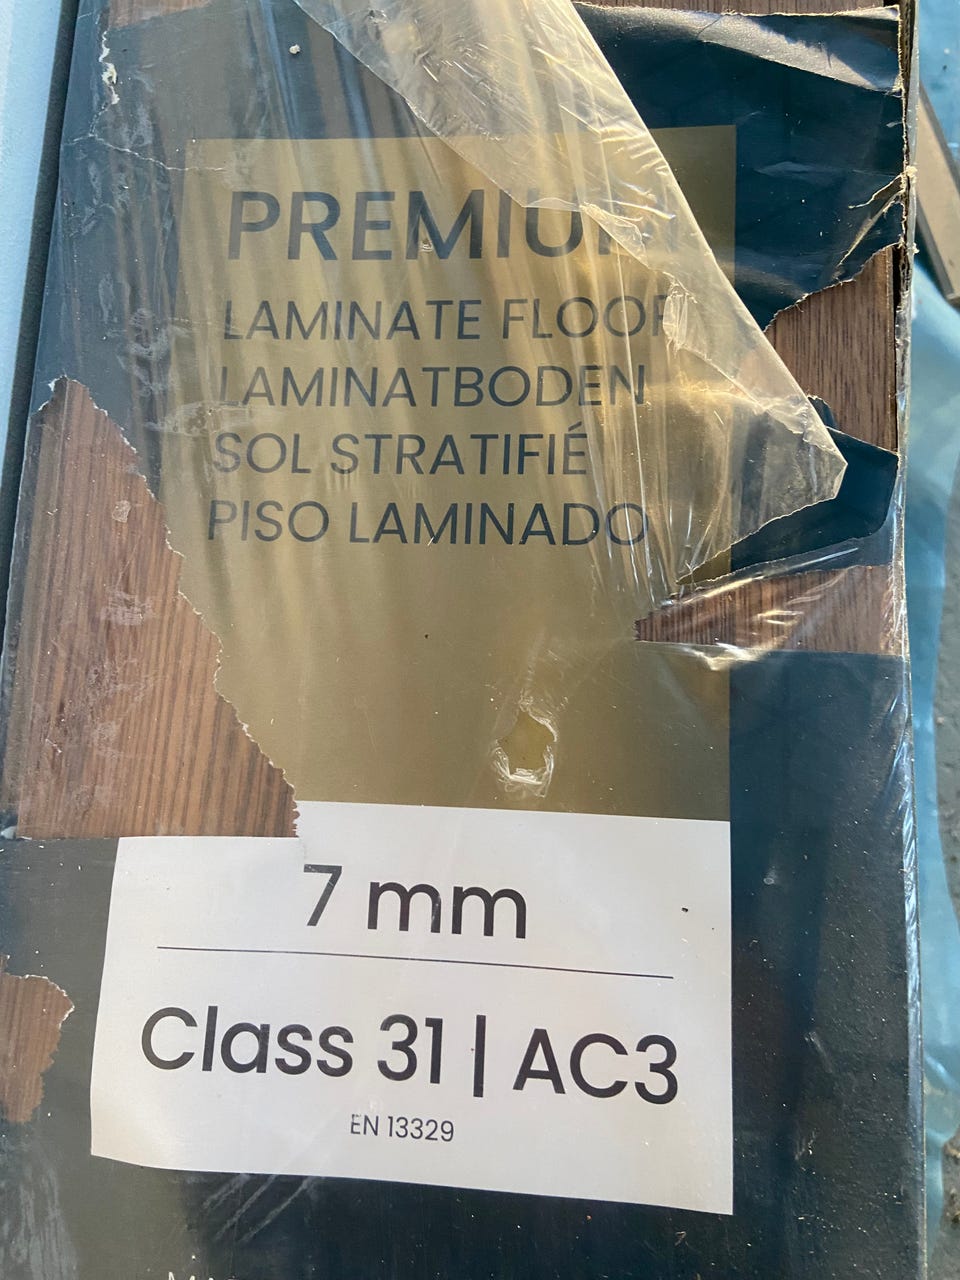 PREMIUM
LAMINATE FLOOR
LAMINATBODEN
SOL STRATIFIÉ
PISO LAMINADO
7 mm
Class 31 | AC3
EN 13329